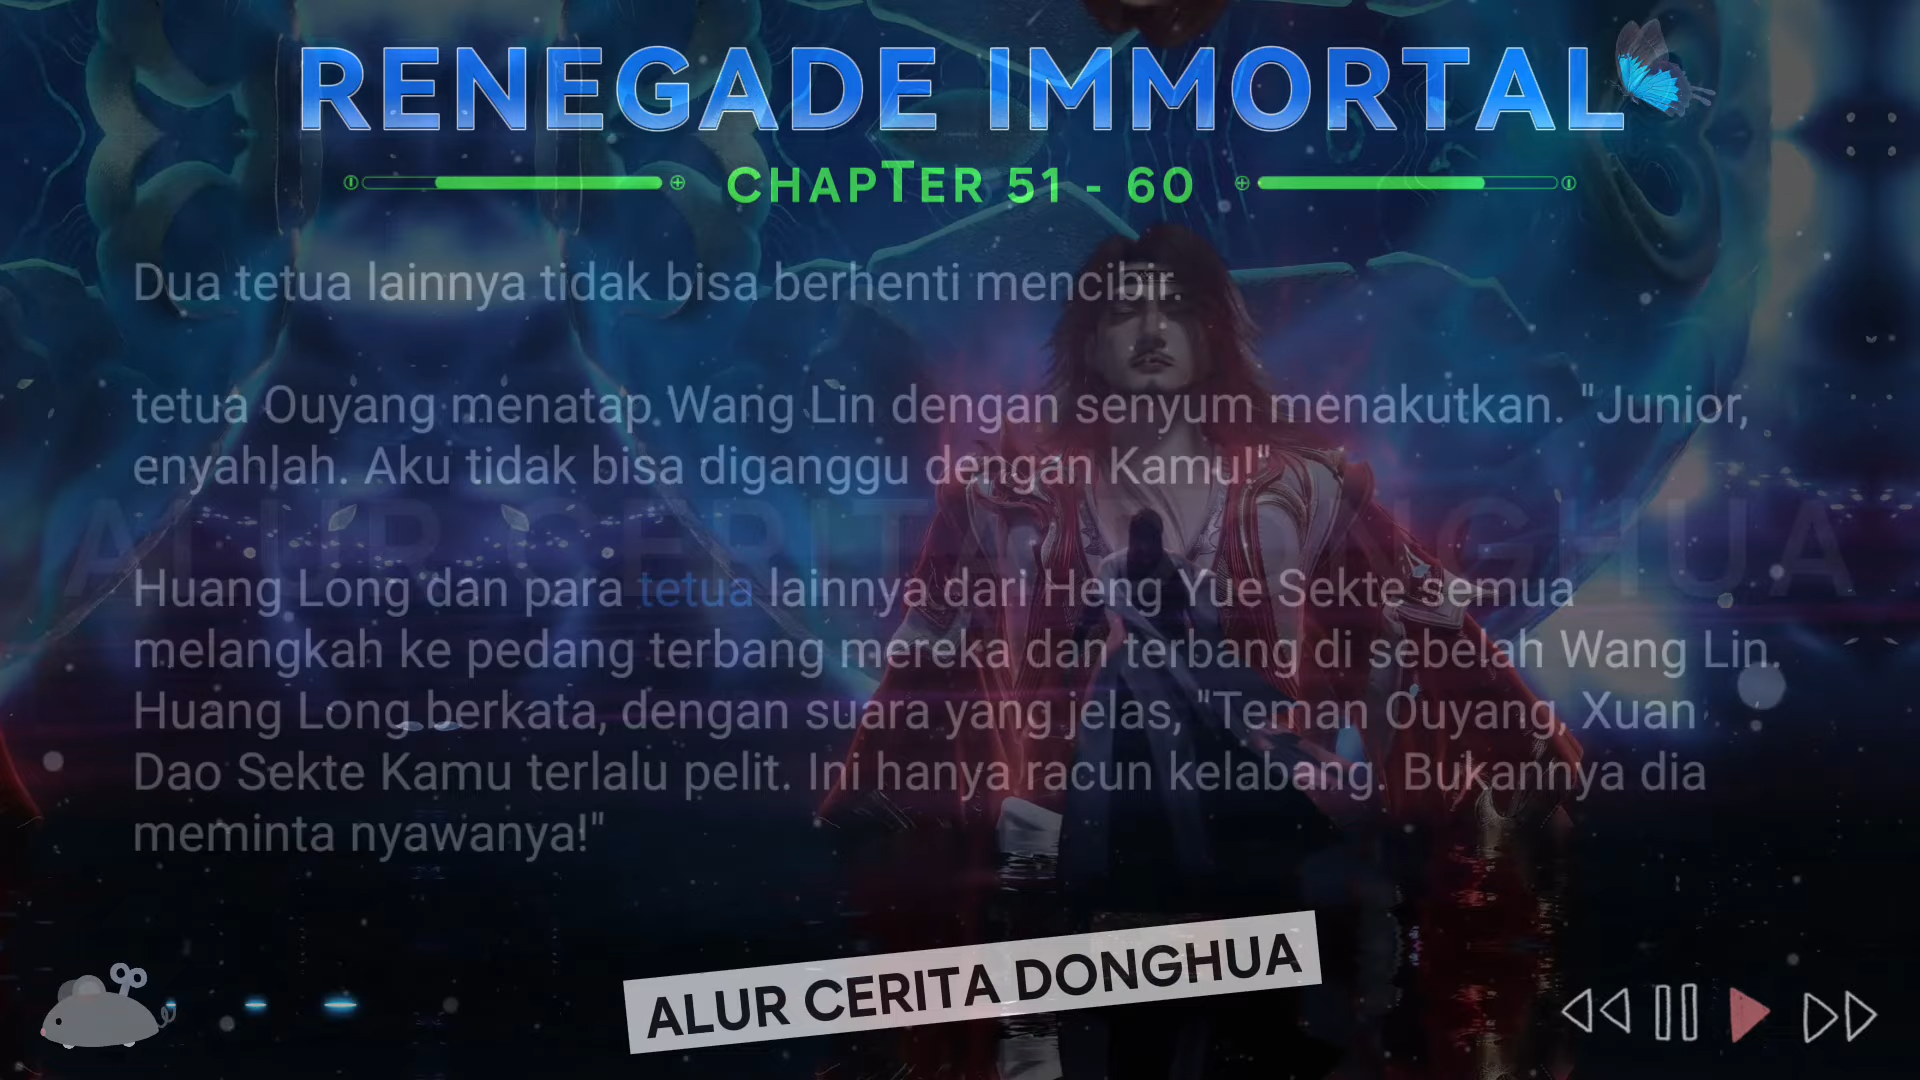 RENEGADE IMMORTAL
CHAPTER 51 - 60
Dua tetua lainnya tidak bisa berhenti mencibir.
tetua Ouyang menatap Wang Lin dengan senyum menakutkan. "Junior,
enyahlah. Aku tidak bisa diganggu dengan Kamu!"
ALUR CERITA DONGHUA
Huang Long dan para tetua lainnya dari Heng Yue Sekte semua
melangkah ke pedang terbang mereka dan terbang di sebelah Wang Lin.
Huang Long berkata, dengan suara yang jelas, "Teman Ouyang, Xuan
Dao Sekte Kamu terlalu pelit. Ini hanya racun kelabang. Bukannya dia
meminta nyawanya!"
ALUR CERITA DONGHUA